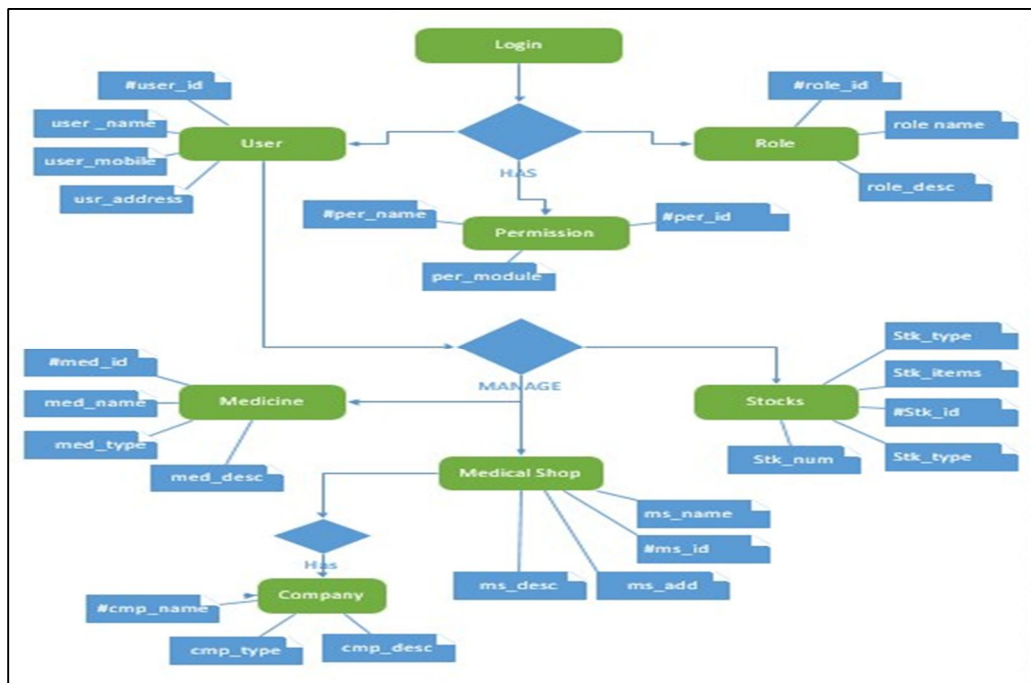 Login
#user_id
#role_id
user _name
role name
User
Role
user_mobile
HAS
role_desc
usr_address
#per_name
#per_id
Permission
per_module
Stk_type
#med_id
Stk_items
MANAGE
med_name
Medicine
Stocks
#Stk_id
med_type
Stk_type
Stk_num
med_desc
Medical Shop
ms_name
#ms_id
Has
ms_desc
ms_add
Company
#cmp_name
cmp_type
cmp_desc